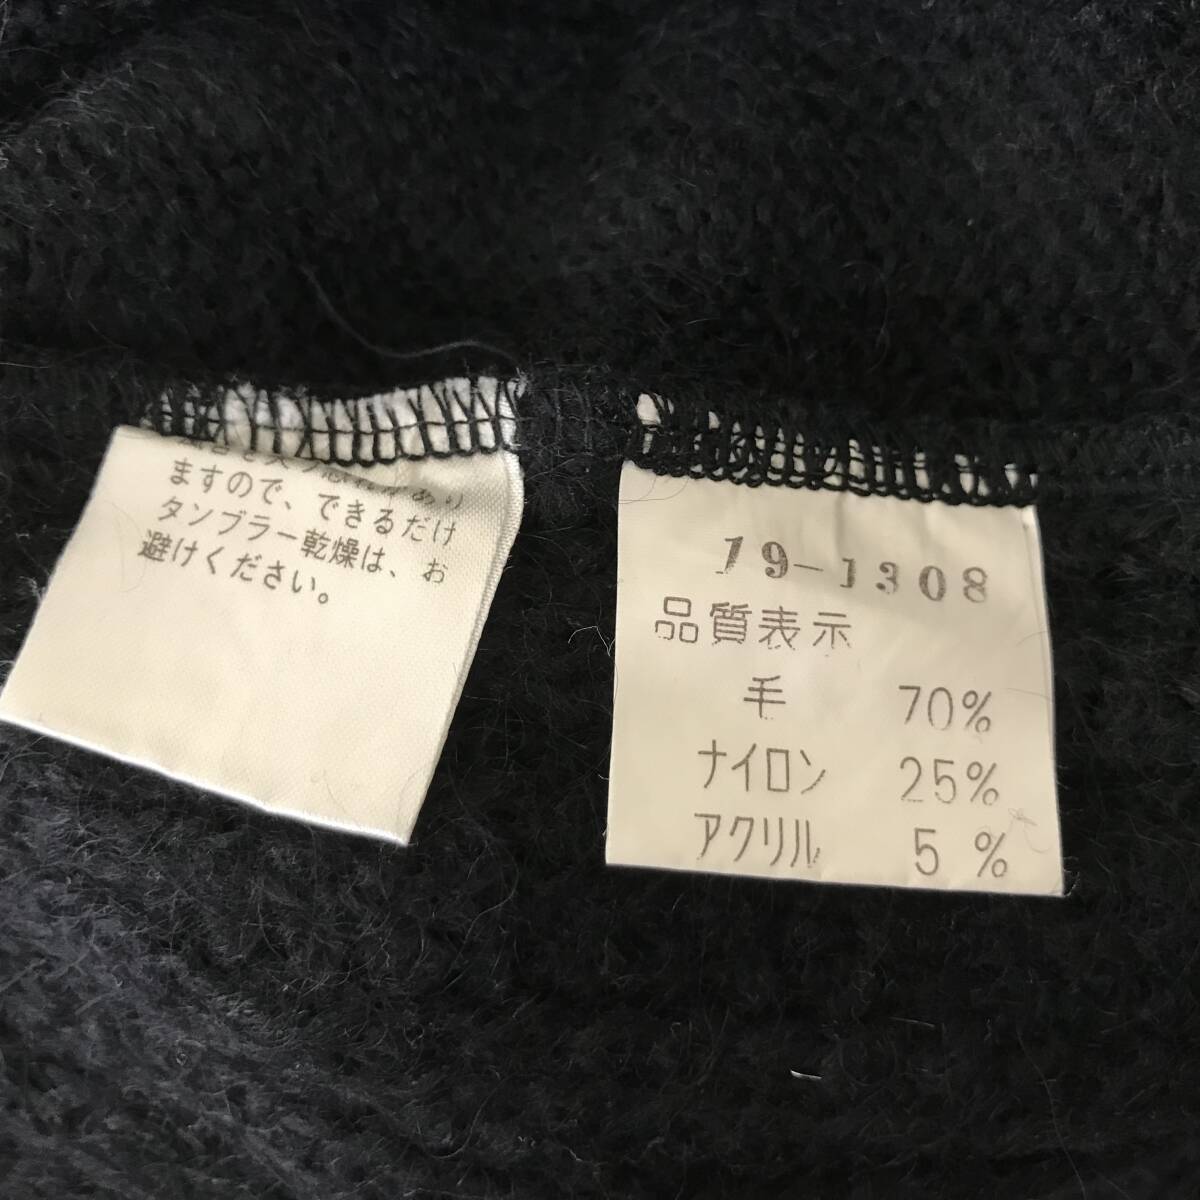 ますので、できるだけ
タンブラー乾燥は、お
避けください。
19-1308
品質表示
毛 70%
ナイロン 25%
アクリル 5 %